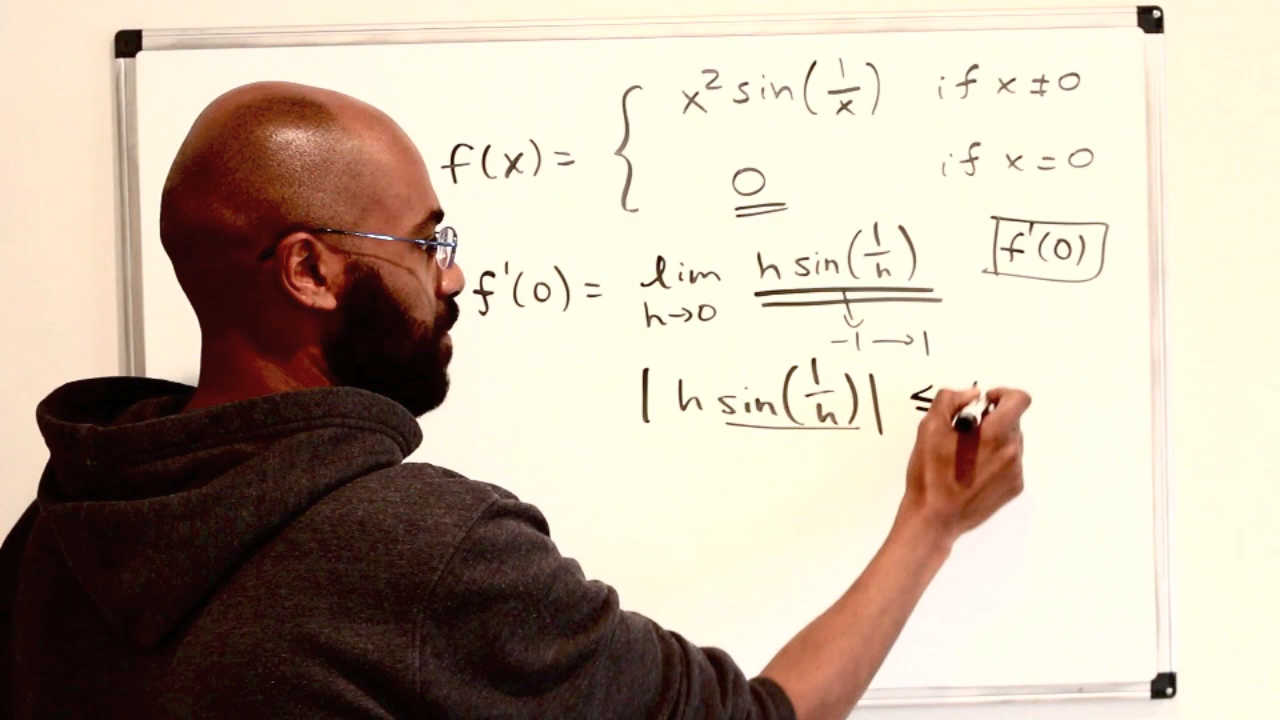 f(x) = { x² sin(1/x) if x ≠ 0
0 if x = 0
f'(0) = lim h→0 h sin(1/h)
f'(0)
-1 → 1
| h sin(1/h) | ≤